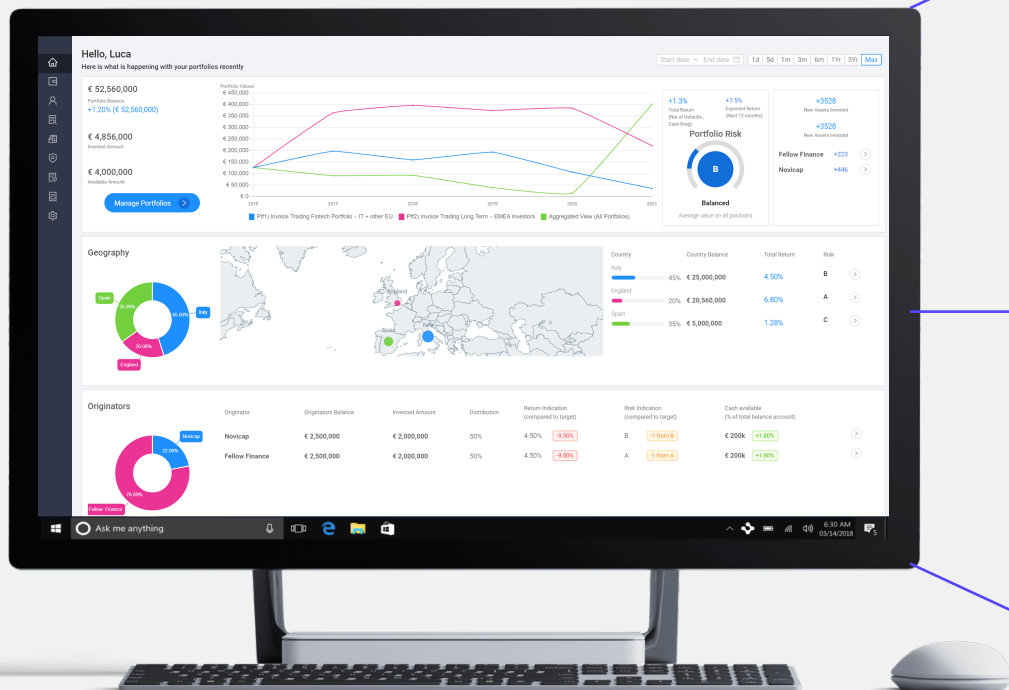 Hello, Luca
Here is what is happening with your portfolios recently
Start date ~ End date
1d 5d 1m 3m 6m 1Yr 3Yr Max
€ 52,560,000
Portfolio Balance
+1.20% (€ 52,560,000)
€ 4,856,000
Invested Amount
€ 4,000,000
Available Amount
Manage Portfolios
Portfolio Values
€ 450,000
€ 400,000
€ 350,000
€ 300,000
€ 250,000
€ 200,000
€ 150,000
€ 100,000
€ 50,000
€ 0
2016 2017 2018 2019 2020 2021
Ptf1) Invoice Trading Fintech Portfolio – IT + other EU
Ptf2) Invoice Trading Long Term – EMEA investors
Aggregated View (All Portfolios)
+1.3%
Total Return
(Net of Defaults,
Cash Drag)
+7.5%
Expected Return
(Next 12 months)
Portfolio Risk
B
Balanced
Average value on all positions
+3528
New Assets Invested
+3528
New Assets Invested
Fellow Finance +223
Novicap +446
Geography
Spain
45.00%
Italy
20.00%
England
England
Spain
Italy
Country Country Balance Total Return Risk
Italy
45% € 25,000,000 4.50% B
England
20% € 20,560,000 6.80% A
Spain
35% € 5,000,000 1.28% C
Originators
Novicap
22.00%
78.00%
Fellow Finance
Originator Originators Balance Invested Amount Distribution
Return Indication
(compared to target)
Risk Indication
(compared to target)
Cash available
(% of total balance account)
Novicap € 2,500,000 € 2,000,000 50% 4.50% -9.50% B -1 from B € 200k +1.80%
Fellow Finance € 2,500,000 € 2,000,000 50% 4.50% -9.50% A -1 from A € 200k +1.80%
Ask me anything
6:30 AM
03/14/2018
5